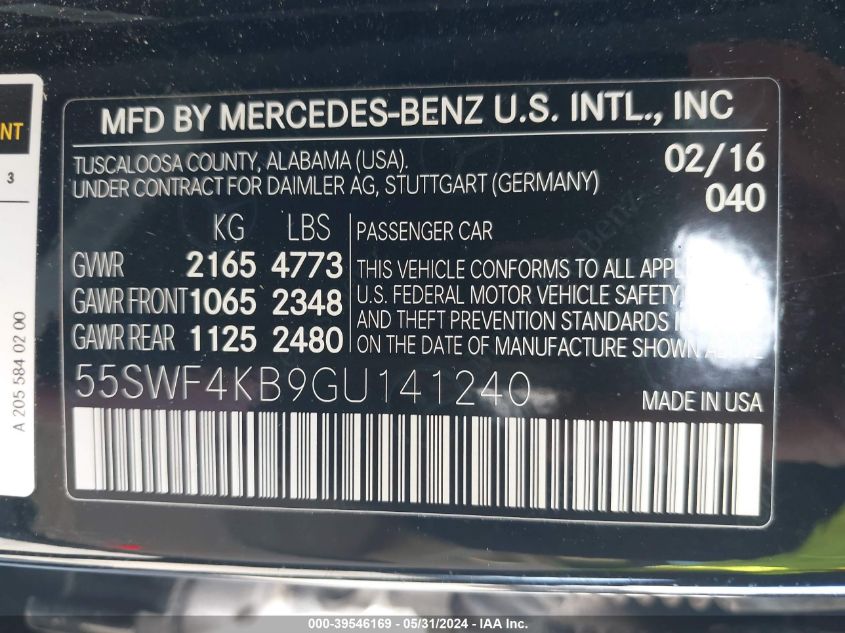 NT
3
A 205 584 02 00
MFD BY MERCEDES-BENZ U.S. INTL., INC
TUSCALOOSA COUNTY, ALABAMA (USA). 02/16
UNDER CONTRACT FOR DAIMLER AG, STUTTGART (GERMANY) 040
KG LBS
GVWR 2165 4773
GAWR FRONT 1065 2348
GAWR REAR 1125 2480
PASSENGER CAR
THIS VEHICLE CONFORMS TO ALL
U.S. FEDERAL MOTOR VEHICLE SAFETY,
AND THEFT PREVENTION STANDARDS
ON THE DATE OF MANUFACTURE SHOWN ABOVE
55SWF4KB9GU141240
MADE IN USA
000-39546169 - 05/31/2024 - IAA Inc.